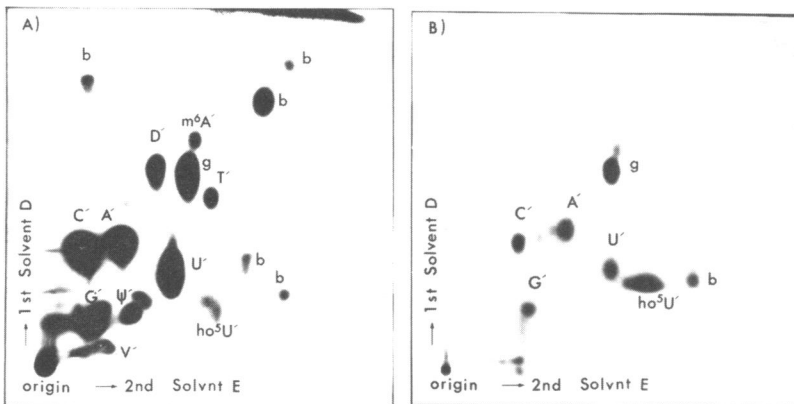 A)
b
b
b
m⁶A´
D´
g
T´
C´ A´
U´
b
b
G´ Ψ´
ho⁵U´
V´
origin → 2nd Solvnt E
→ 1st Solvent D
B)
g
C´
A´
U´
G´
ho⁵U´
b
origin → 2nd Solvnt E
→ 1st Solvent D